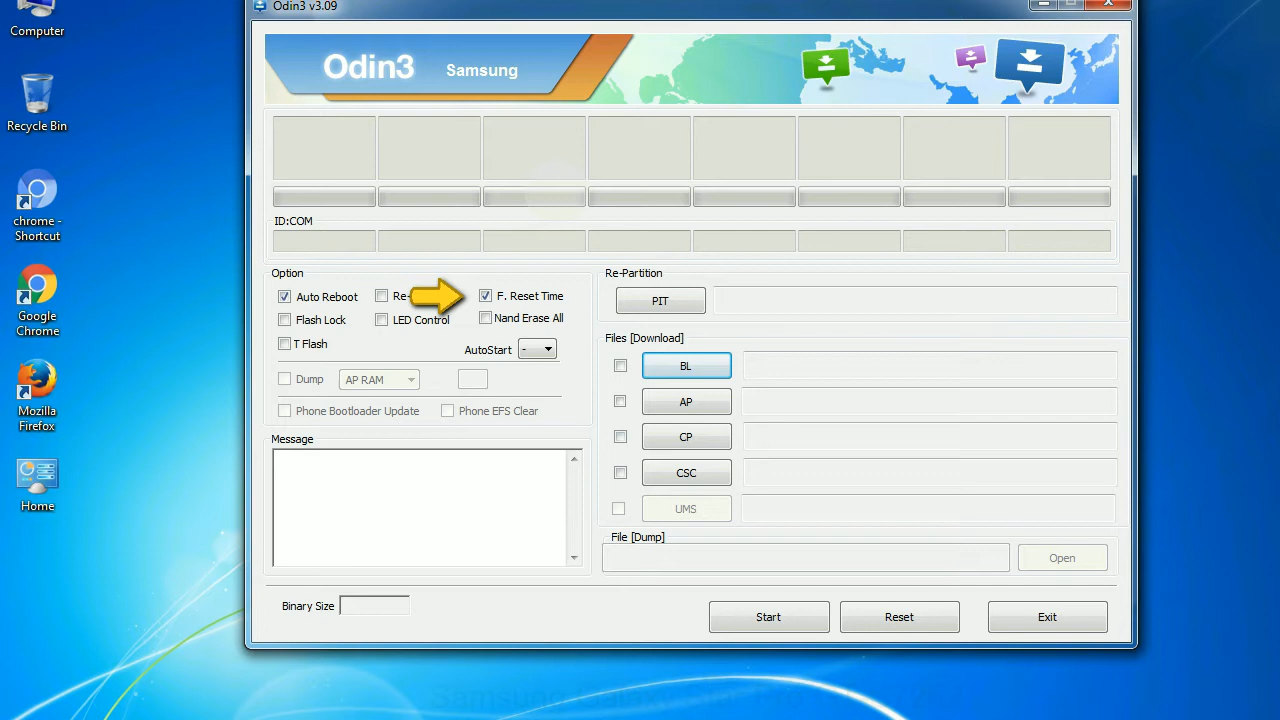 Odin3 v3.09
Computer
Recycle Bin
chrome -
Shortcut
Google
Chrome
Mozilla
Firefox
Home
Odin3 Samsung
ID:COM
Option
Auto Reboot
Re-
F. Reset Time
Flash Lock
LED Control
Nand Erase All
T Flash
AutoStart -
Dump AP RAM
Phone Bootloader Update
Phone EFS Clear
Message
Binary Size
Re-Partition
PIT
Files [Download]
BL
AP
CP
CSC
UMS
File [Dump]
Open
Start
Reset
Exit
Samsung Galaxy